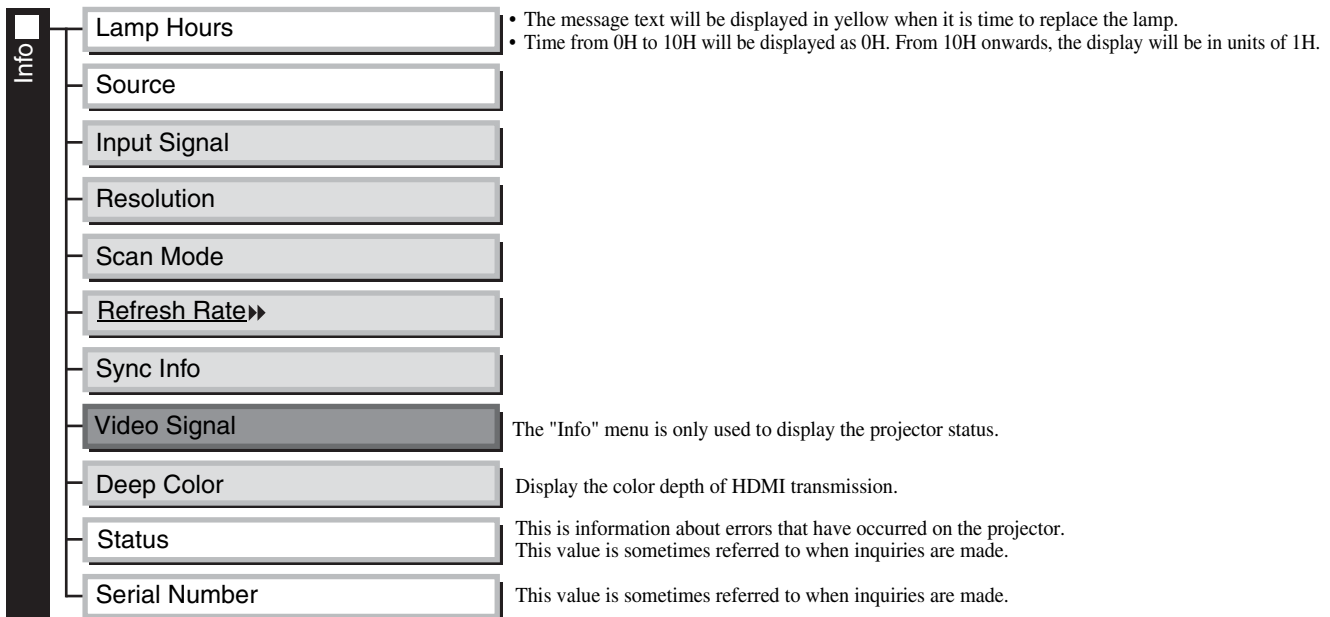 Info
Lamp Hours
• The message text will be displayed in yellow when it is time to replace the lamp.
• Time from 0H to 10H will be displayed as 0H. From 10H onwards, the display will be in units of 1H.
Source
Input Signal
Resolution
Scan Mode
Refresh Rate
Sync Info
Video Signal
The "Info" menu is only used to display the projector status.
Deep Color
Display the color depth of HDMI transmission.
Status
This is information about errors that have occurred on the projector.
This value is sometimes referred to when inquiries are made.
Serial Number
This value is sometimes referred to when inquiries are made.